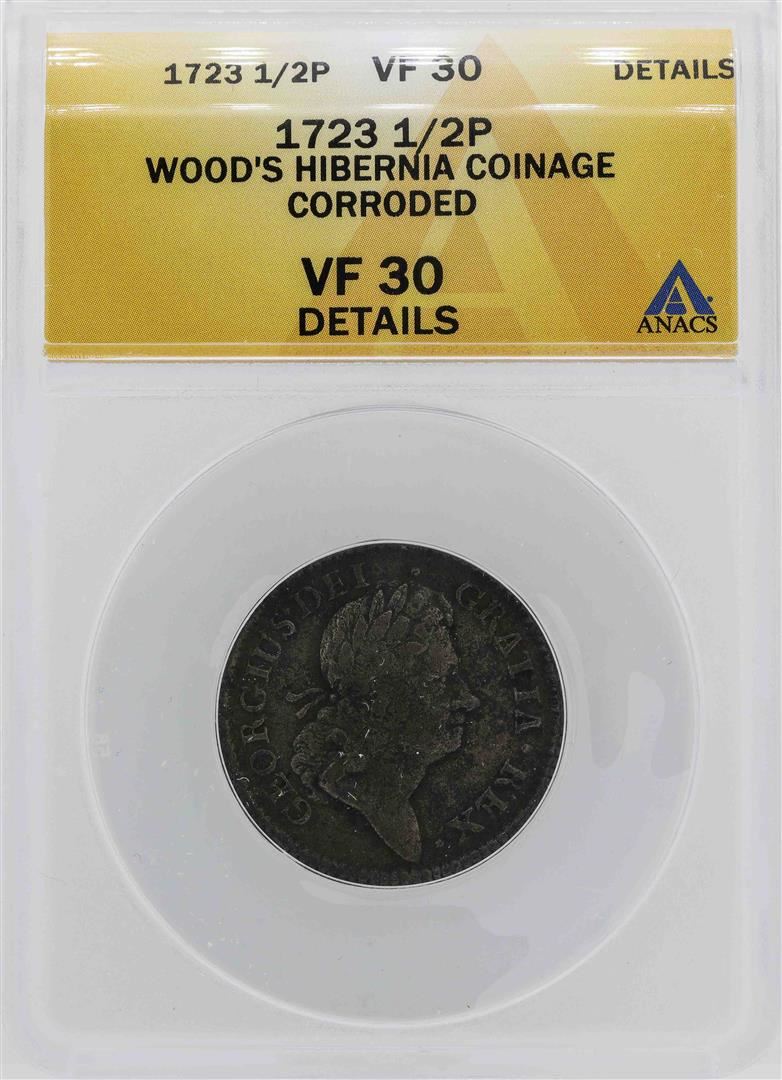 1723 1/2P VF 30 DETAILS
1723 1/2P
WOOD'S HIBERNIA COINAGE
CORRODED
VF 30
DETAILS
ANACS
GEORGIUS·DEI· GRATIA·REX·